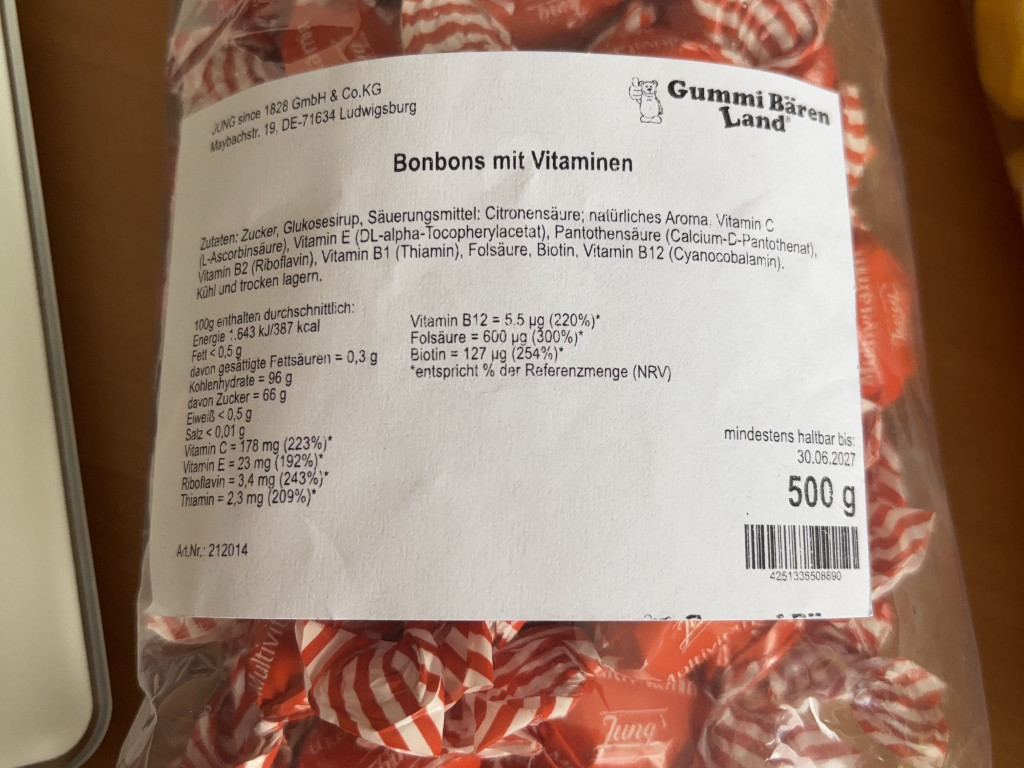 JUNG since 1828 GmbH & Co.KG
Maybachstr. 19, DE-71634 Ludwigsburg
Gummi Bären
Land®
Bonbons mit Vitaminen
Zutaten: Zucker, Glukosesirup, Säuerungsmittel: Citronensäure; natürliches Aroma. Vitamin C
(L-Ascorbinsäure), Vitamin E (DL-alpha-Tocopherylacetat), Pantothensäure (Calcium-D-Pantothenat),
Vitamin B2 (Riboflavin), Vitamin B1 (Thiamin), Folsäure, Biotin, Vitamin B12 (Cyanocobalamin).
Kühl und trocken lagern.
100g enthalten durchschnittlich:
Energie 1.643 kJ/387 kcal
Fett < 0,5 g
davon gesättigte Fettsäuren = 0,3 g
Kohlenhydrate = 96 g
davon Zucker = 66 g
Eiweiß < 0,5 g
Salz < 0,01 g
Vitamin C = 178 mg (223%)*
Vitamin E = 23 mg (192%)*
Riboflavin = 3,4 mg (243%)*
Thiamin = 2,3 mg (209%)*
Vitamin B12 = 5.5 µg (220%)*
Folsäure = 600 µg (300%)*
Biotin = 127 µg (254%)*
*entspricht % der Referenzmenge (NRV)
mindestens haltbar bis:
30.06.2027
500 g
4251336508890
Art.Nr.: 212014
Jung